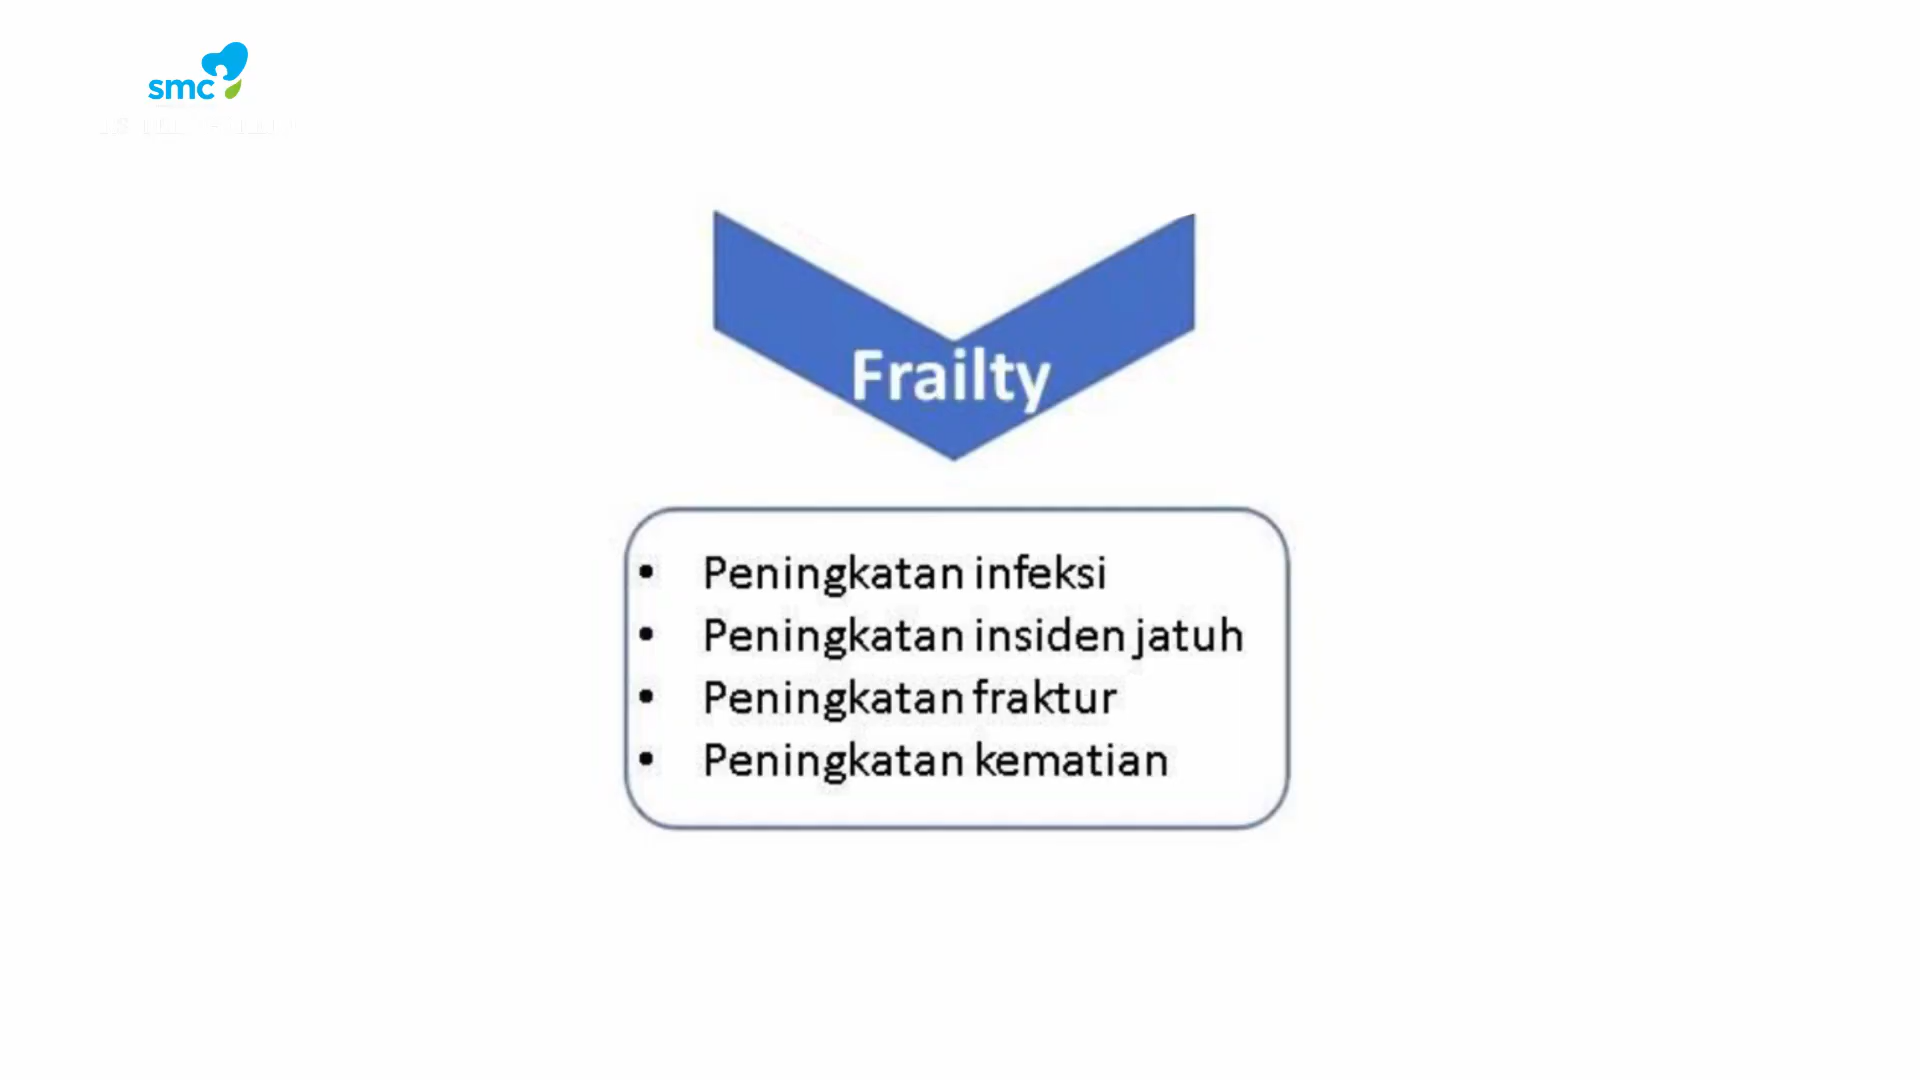 smc
Frailty
• Peningkatan infeksi
• Peningkatan insiden jatuh
• Peningkatan fraktur
• Peningkatan kematian